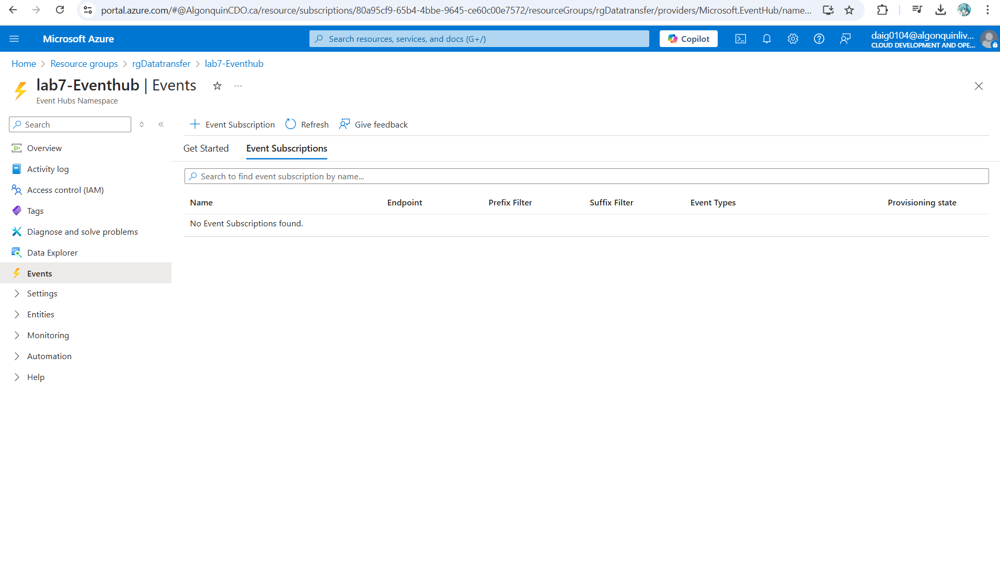 portal.azure.com/#@AlgonquinCDO.ca/resource/subscriptions/80a95cf9-65b4-4bbe-9645-ce60c00e7572/resourceGroups/rgDatatransfer/providers/Microsoft.EventHub/name...
Microsoft Azure
Search resources, services, and docs (G+/)
Copilot
daig0104@algonquinliv...
CLOUD DEVELOPMENT AND OPE...
Home > Resource groups > rgDatatransfer > lab7-Eventhub
lab7-Eventhub | Events
Event Hubs Namespace
Search
Event Subscription Refresh Give feedback
Overview
Activity log
Access control (IAM)
Tags
Diagnose and solve problems
Data Explorer
Events
Settings
Entities
Monitoring
Automation
Help
Get Started Event Subscriptions
Search to find event subscription by name...
Name Endpoint Prefix Filter Suffix Filter Event Types Provisioning state
No Event Subscriptions found.